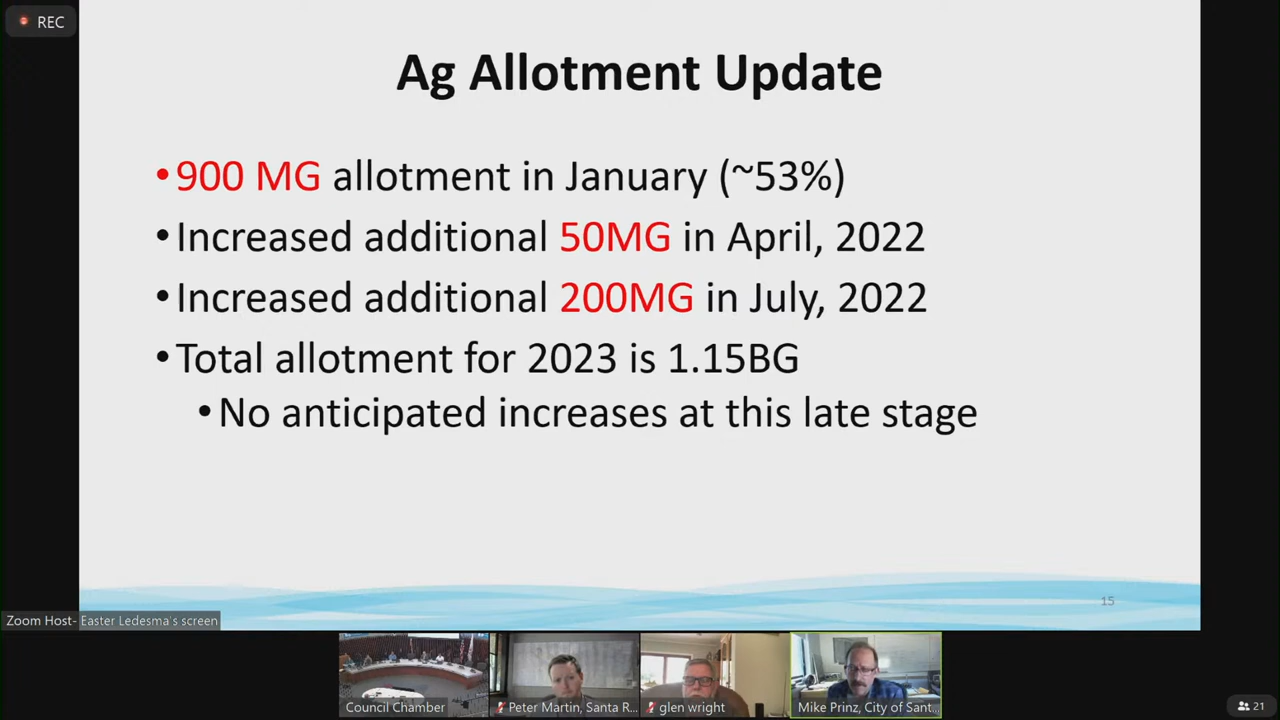 REC
Ag Allotment Update
•900 MG allotment in January (~53%)
•Increased additional 50MG in April, 2022
•Increased additional 200MG in July, 2022
•Total allotment for 2023 is 1.15BG
•No anticipated increases at this late stage
15
Zoom Host- Easter Ledesma's screen
Council Chamber
Peter Martin, Santa R...
glen wright
Mike Prinz, City of Sant...
21